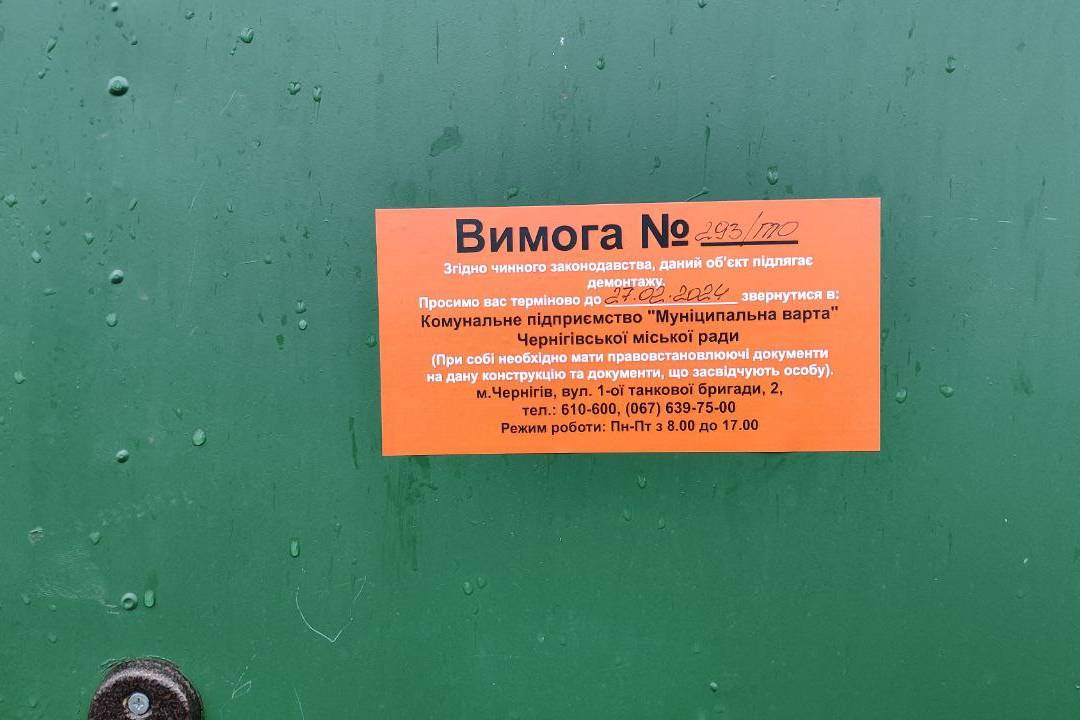 Вимога № 293/то
Згідно чинного законодавства, даний об'єкт підлягає
демонтажу.
Просимо вас терміново до 27.02.2024 звернутися в:
Комунальне підприємство "Муніципальна варта"
Чернігівської міської ради
(При собі необхідно мати правовстановлюючі документи
на дану конструкцію та документи, що засвідчують особу).
м.Чернігів, вул. 1-ої танкової бригади, 2,
тел.: 610-600, (067) 639-75-00
Режим роботи: Пн-Пт з 8.00 до 17.00